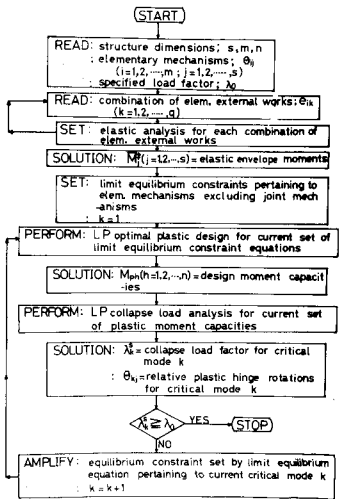 START
READ: structure dimensions; s,m,n
: elementary mechanisms; θij
(i=1,2,····,m ; j=1,2,·····,s)
: specified load factor; λ0
READ: combination of elem. external works; eik
(k=1,2,·····,q)
SET: elastic analysis for each combination of
elem. external works
SOLUTION: (j=1,2,····,s)=elastic envelope moments
SET: limit equilibrium constraints pertaining to
elem. mechanisms excluding joint mech
-anisms
: k=1
PERFORM: LP optimal plastic design for current set of
limit equilibrium constraint equations
SOLUTION: Mph(h=1,2,····,n)=design moment capacit
-ies
PERFORM: LP collapse load analysis for current set
of plastic moment capacities
SOLUTION: λsk=collapse load factor for critical
mode k
: θkj=relative plastic hinge rotations
for critical mode k
λsk ≧ λ0
YES
STOP
NO
AMPLIFY: equilibrium constraint set by limit equilibrium
equation pertaining to current critical mode k
: k=k+1